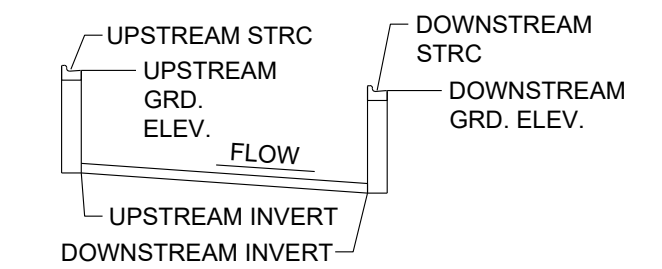 UPSTREAM STRC
UPSTREAM
GRD.
ELEV.
DOWNSTREAM
STRC
DOWNSTREAM
GRD. ELEV.
FLOW
UPSTREAM INVERT
DOWNSTREAM INVERT